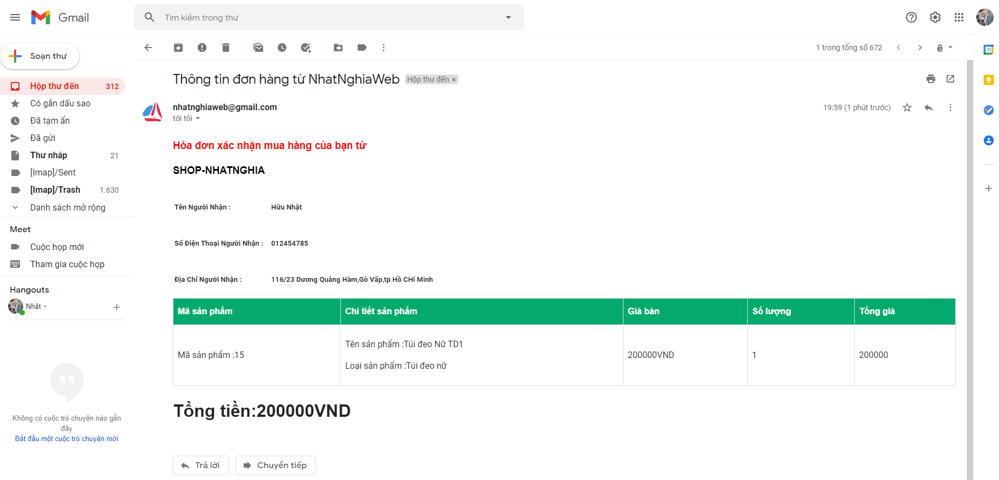 Gmail
Tìm kiếm trong thư
Soạn thư
1 trong tổng số 672
31
Hộp thư đến 312
Có gắn dấu sao
Đã tạm ẩn
Đã gửi
Thư nháp 21
[Imap]/Sent
[Imap]/Trash 1.630
Danh sách mở rộng
Meet
Cuộc họp mới
Tham gia cuộc họp
Hangouts
Nhật
Không có cuộc trò chuyện nào gần
đây
Bắt đầu một cuộc trò chuyện mới
Thông tin đơn hàng từ NhatNghiaWeb Hộp thư đến ×
nhatnghiaweb@gmail.com 19:59 (1 phút trước)
tới tôi
Hóa đơn xác nhận mua hàng của bạn từ
SHOP-NHATNGHIA
Tên Người Nhận : Hữu Nhật
Số Điện Thoại Người Nhận : 012454785
Địa Chỉ Người Nhận : 116/23 Dương Quảng Hàm,Gò Vấp,tp Hồ CHí Minh
Mã sản phẩm Chi tiết sản phẩm Giá bán Số lượng Tổng giá
Tên sản phẩm :Túi đeo Nữ TD1
Mã sản phẩm :15 200000VND 1 200000
Loại sản phẩm :Túi đeo nữ
Tổng tiền:200000VND
Trả lời Chuyển tiếp